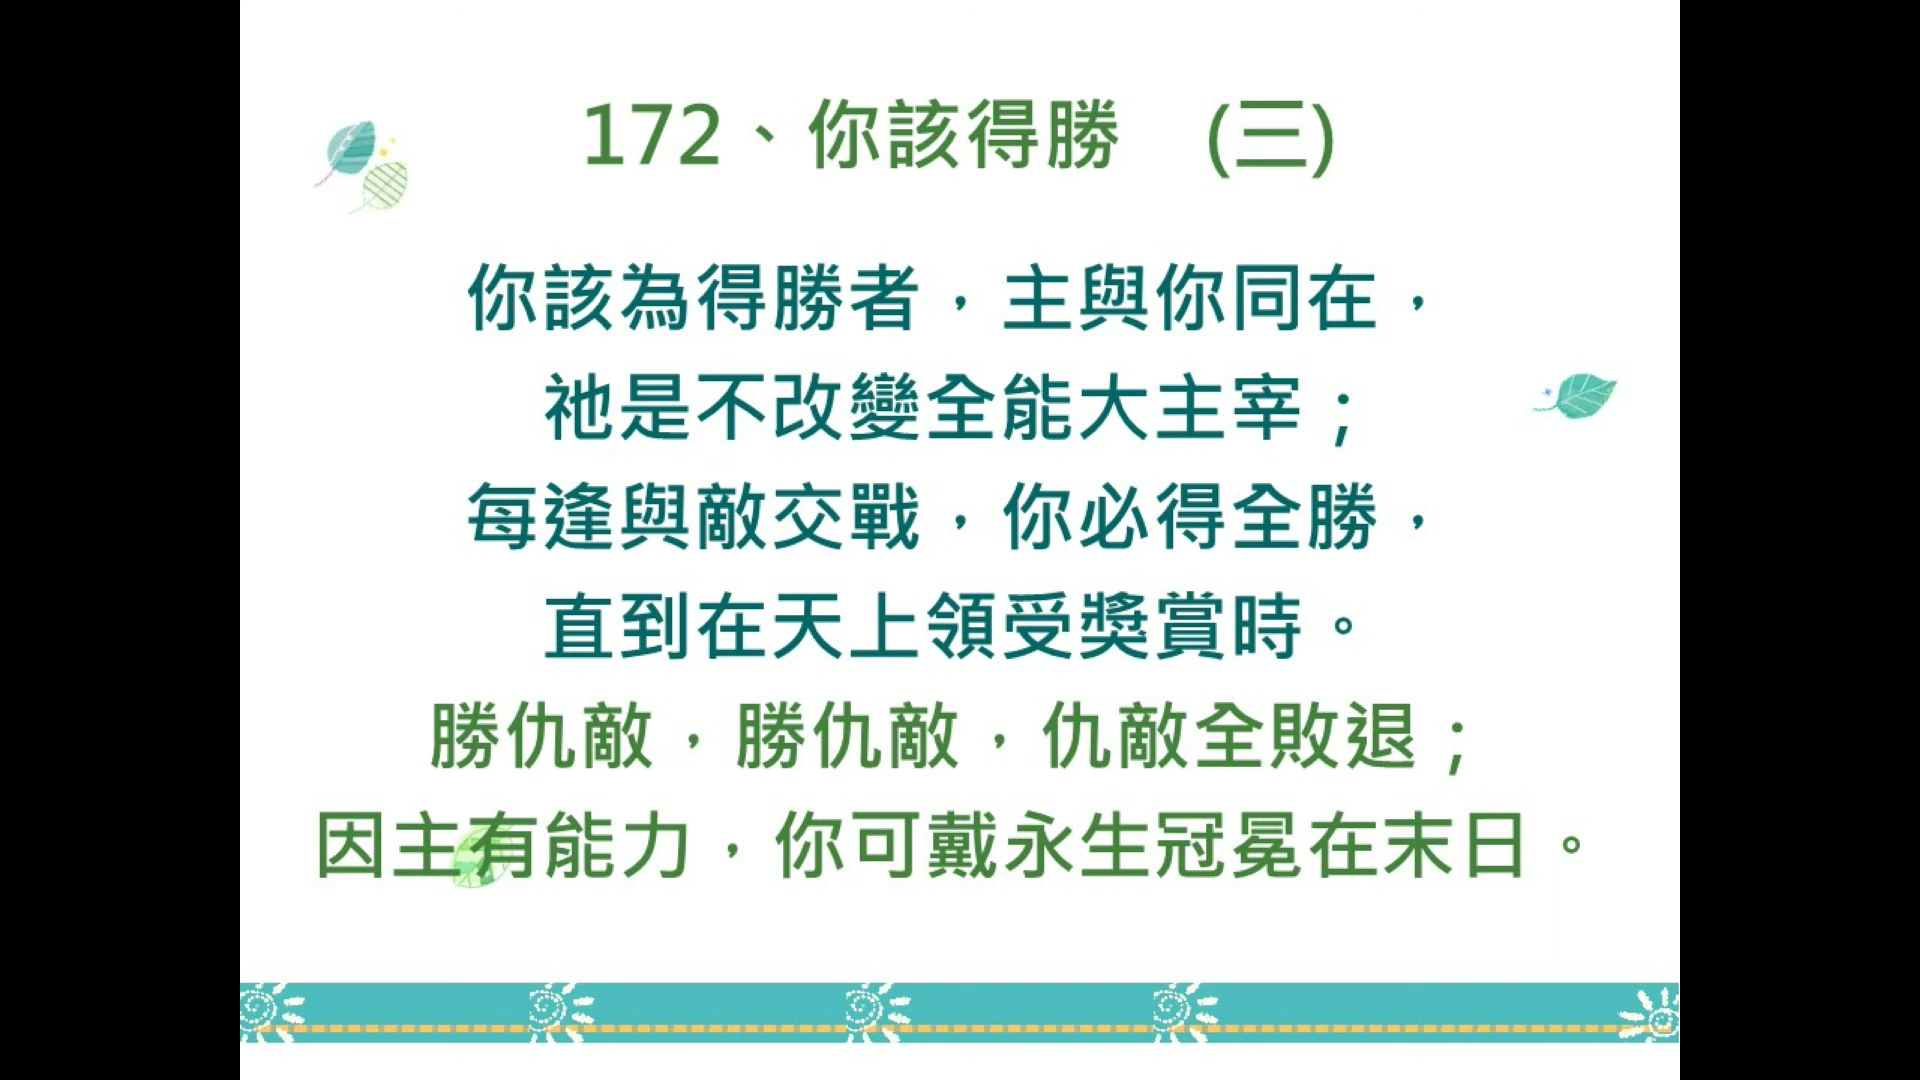 172、你該得勝　(三)
你該為得勝者，主與你同在，
祂是不改變全能大主宰；
每逢與敵交戰，你必得全勝，
直到在天上領受獎賞時。
勝仇敵，勝仇敵，仇敵全敗退；
因主有能力，你可戴永生冠冕在末日。